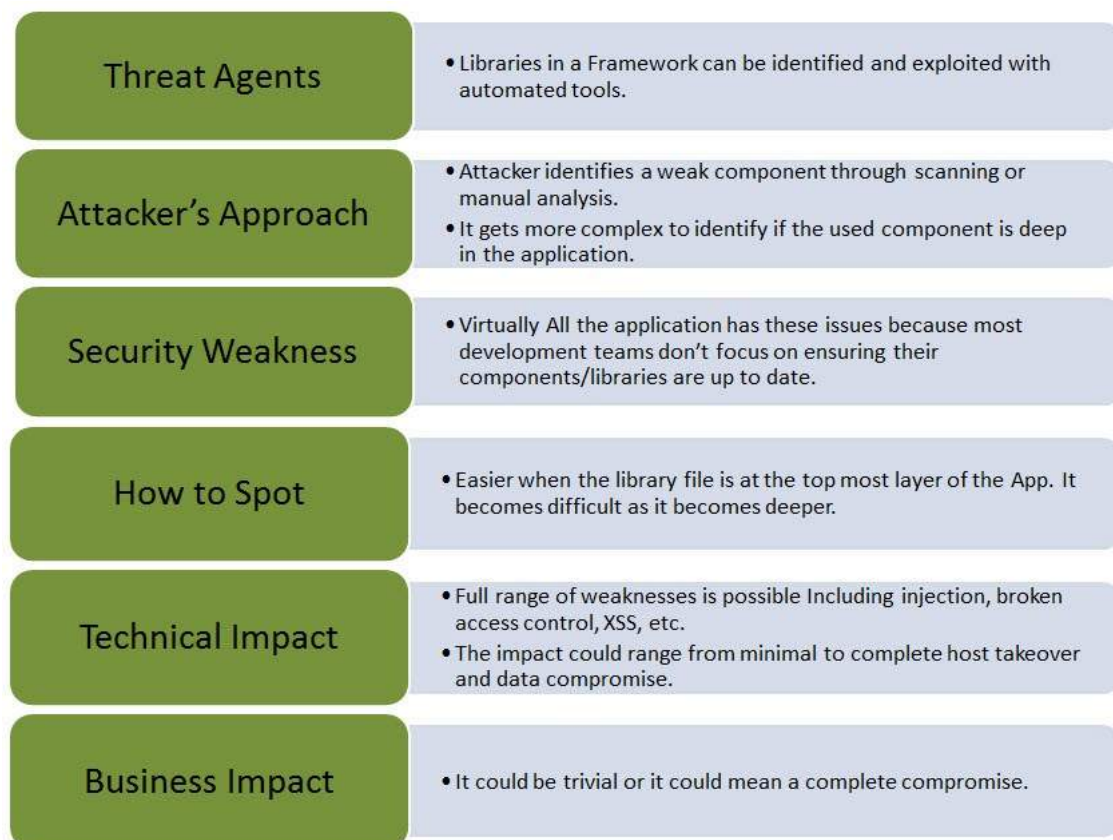 Threat Agents
• Libraries in a Framework can be identified and exploited with
automated tools.
Attacker's Approach
• Attacker identifies a weak component through scanning or
manual analysis.
• It gets more complex to identify if the used component is deep
in the application.
Security Weakness
• Virtually All the application has these issues because most
development teams don't focus on ensuring their
components/libraries are up to date.
How to Spot
• Easier when the library file is at the top most layer of the App. It
becomes difficult as it becomes deeper.
Technical Impact
• Full range of weaknesses is possible Including injection, broken
access control, XSS, etc.
• The impact could range from minimal to complete host takeover
and data compromise.
Business Impact
• It could be trivial or it could mean a complete compromise.